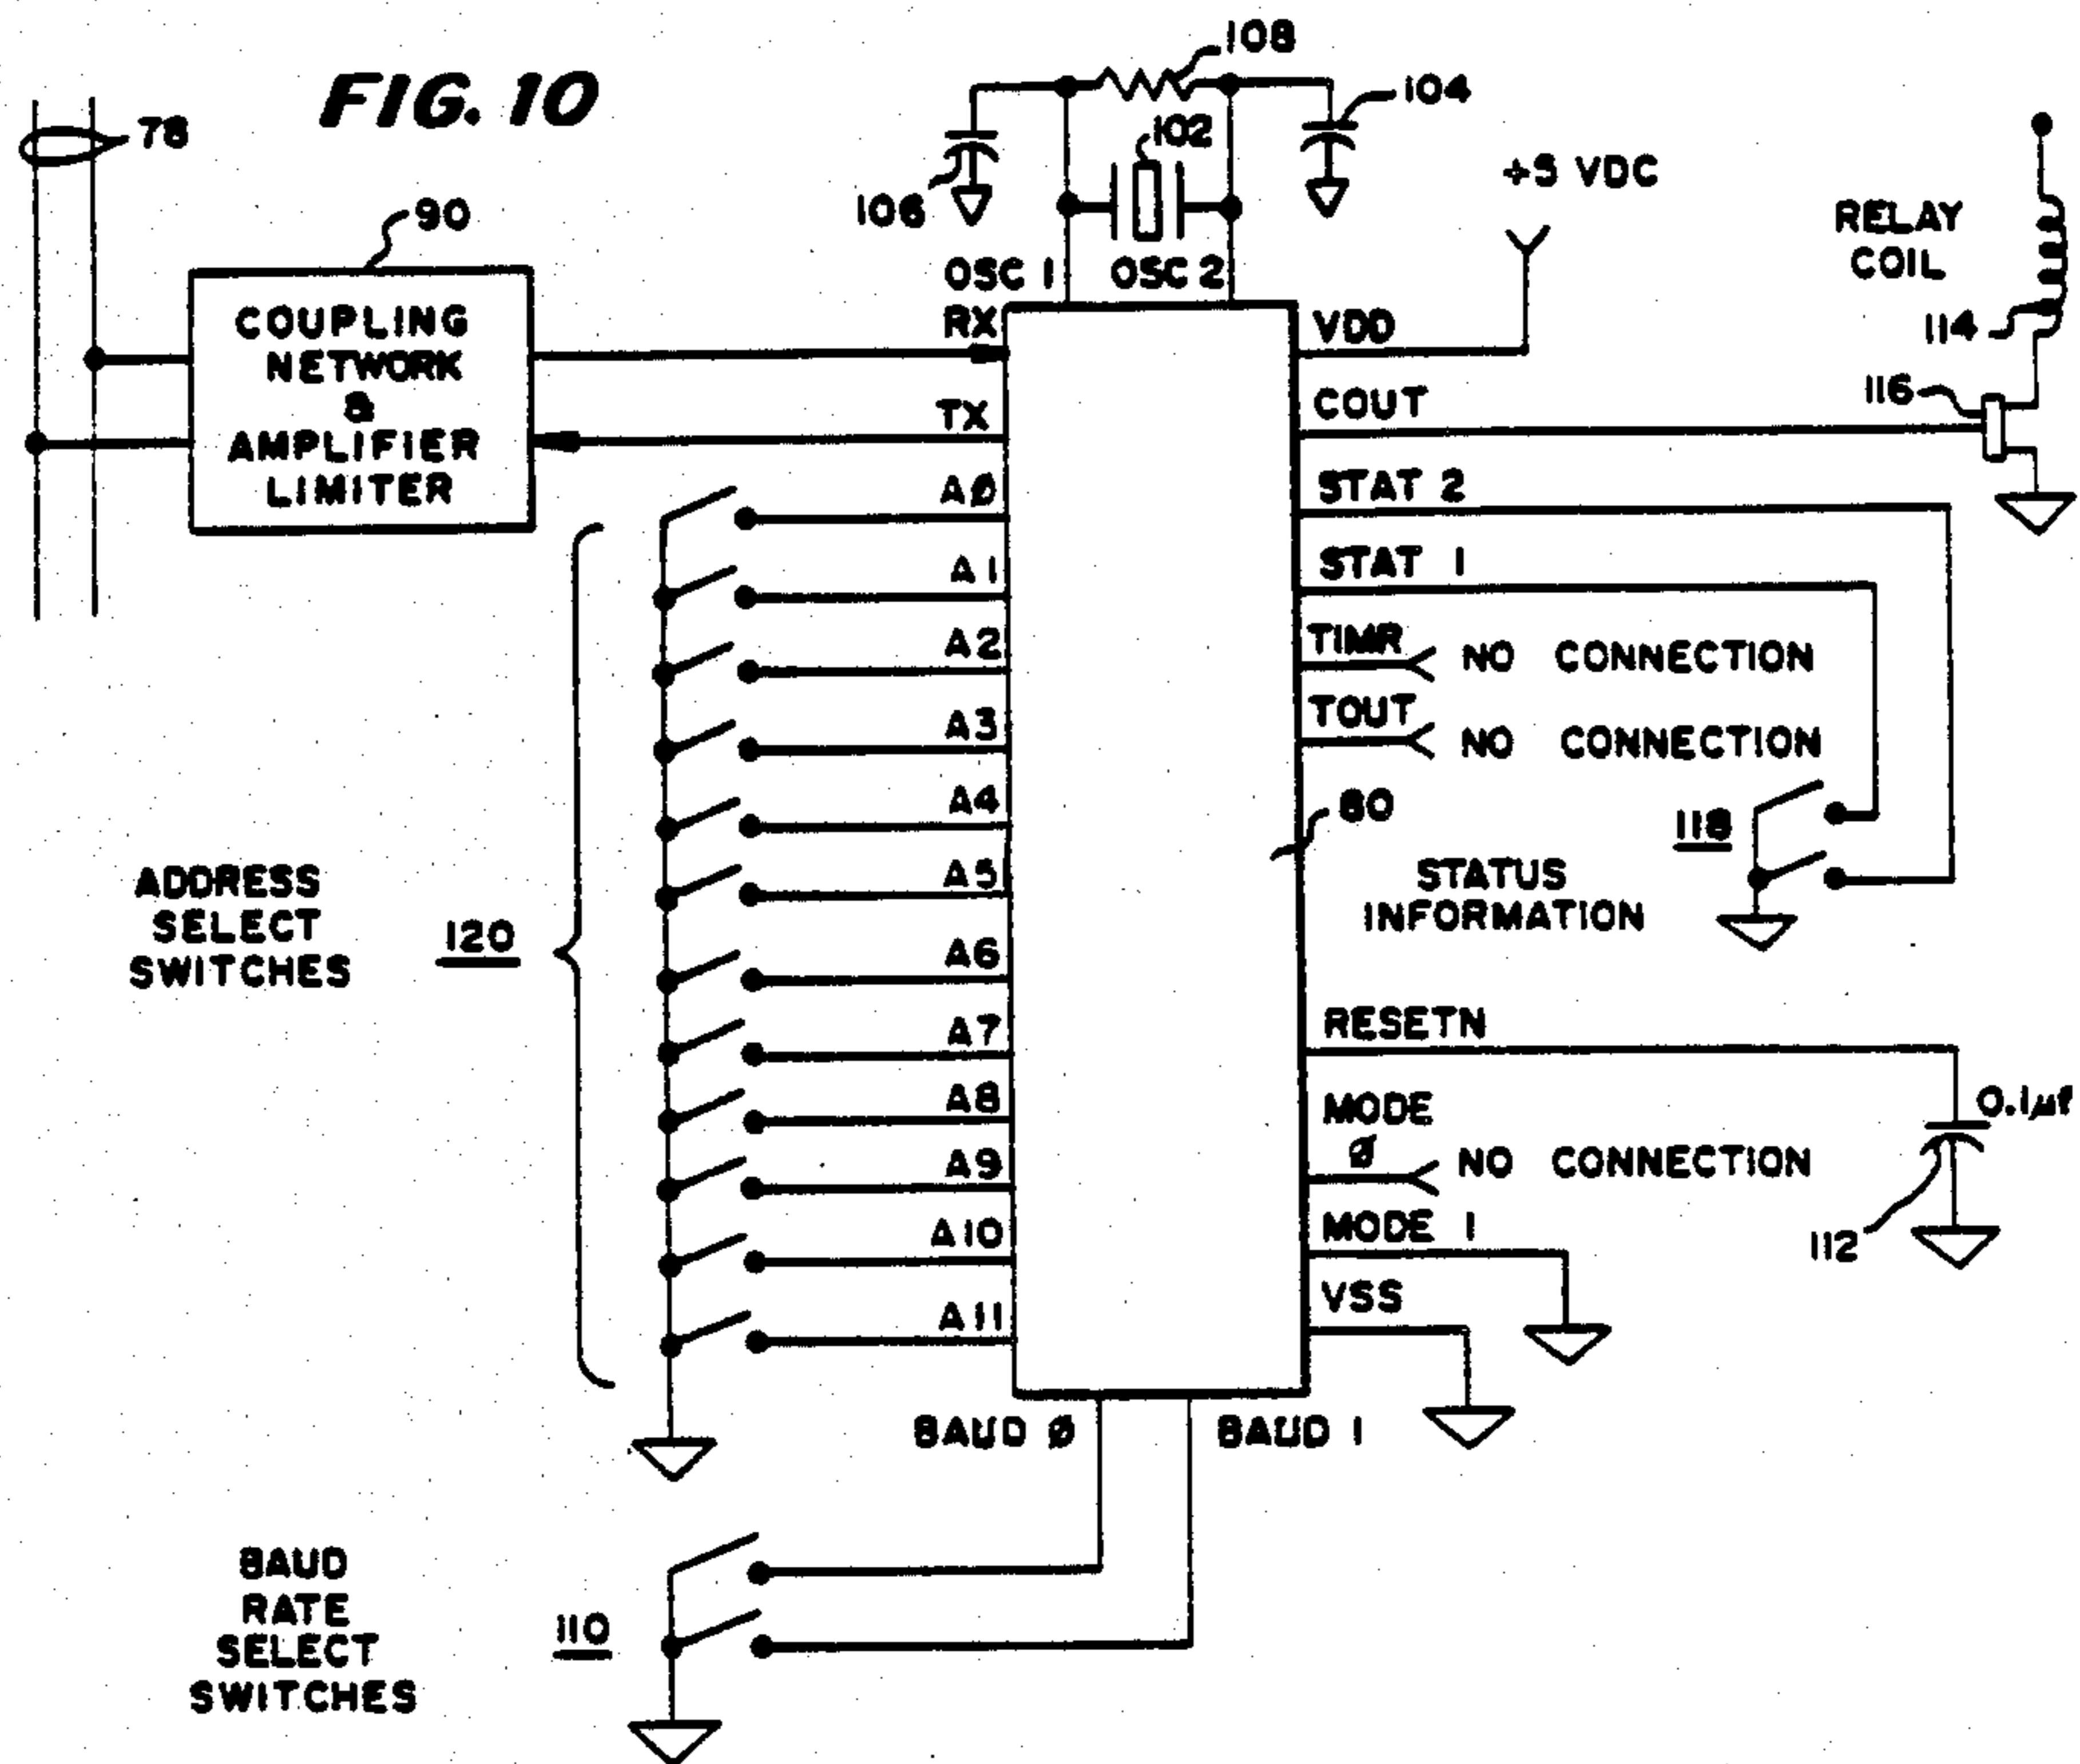 FIG. 10
78
90
COUPLING
NETWORK
&
AMPLIFIER
LIMITER
108
104
102
106
OSC 1
OSC 2
+5 VDC
RELAY
COIL
114
116
RX
TX
A0
A1
A2
A3
A4
A5
A6
A7
A8
A9
A10
A11
VDD
COUT
STAT 2
STAT 1
TIMR
NO CONNECTION
TOUT
NO CONNECTION
80
118
STATUS
INFORMATION
RESETN
0.1µf
112
MODE
Ø
NO CONNECTION
MODE 1
VSS
ADDRESS
SELECT
SWITCHES
120
BAUD Ø
BAUD 1
BAUD
RATE
SELECT
SWITCHES
110